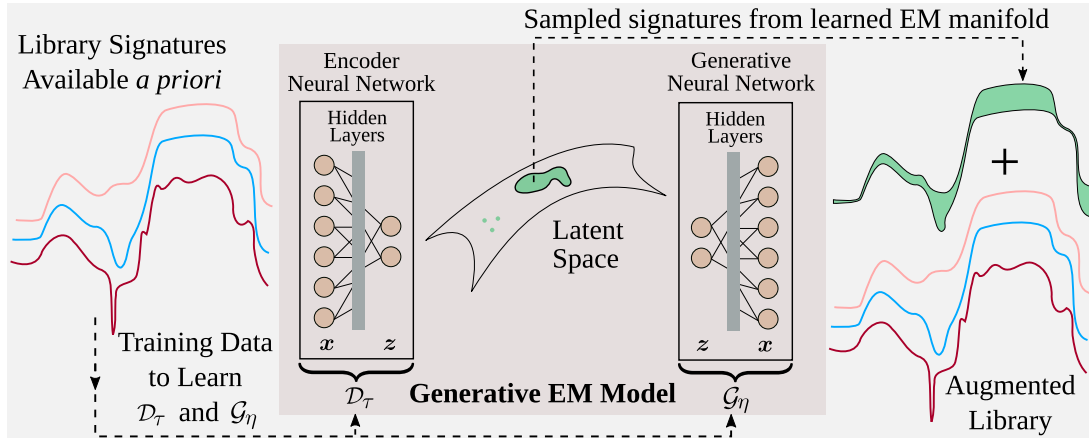 Sampled signatures from learned EM manifold
Library Signatures
Available a priori
Encoder
Neural Network
Hidden
Layers
x z
𝒟τ
Latent
Space
Generative EM Model
Generative
Neural Network
Hidden
Layers
z x
𝒢η
Training Data
to Learn
𝒟τ and 𝒢η
+
Augmented
Library